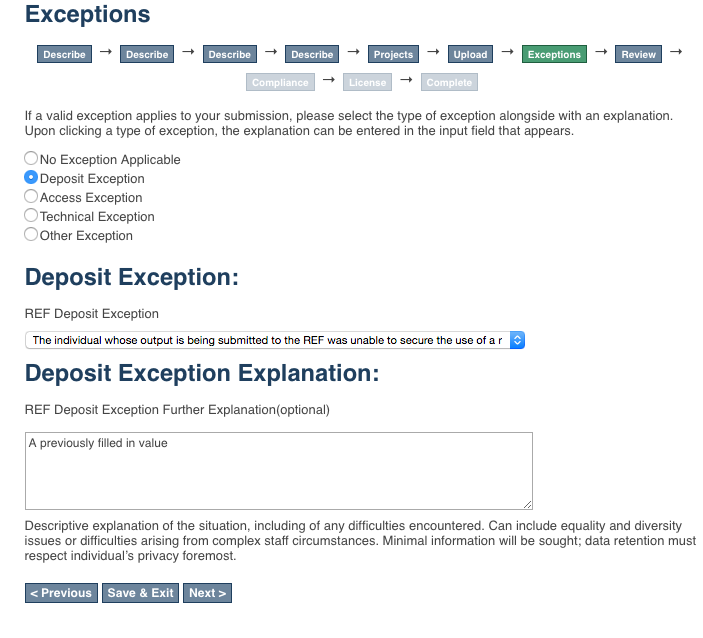 Exceptions
Describe → Describe → Describe → Describe → Projects → Upload → Exceptions → Review →
Compliance → License → Complete
If a valid exception applies to your submission, please select the type of exception alongside with an explanation.
Upon clicking a type of exception, the explanation can be entered in the input field that appears.
No Exception Applicable
Deposit Exception
Access Exception
Technical Exception
Other Exception
Deposit Exception:
REF Deposit Exception
The individual whose output is being submitted to the REF was unable to secure the use of a r
Deposit Exception Explanation:
REF Deposit Exception Further Explanation(optional)
A previously filled in value
Descriptive explanation of the situation, including of any difficulties encountered. Can include equality and diversity
issues or difficulties arising from complex staff circumstances. Minimal information will be sought; data retention must
respect individual's privacy foremost.
< Previous Save & Exit Next >